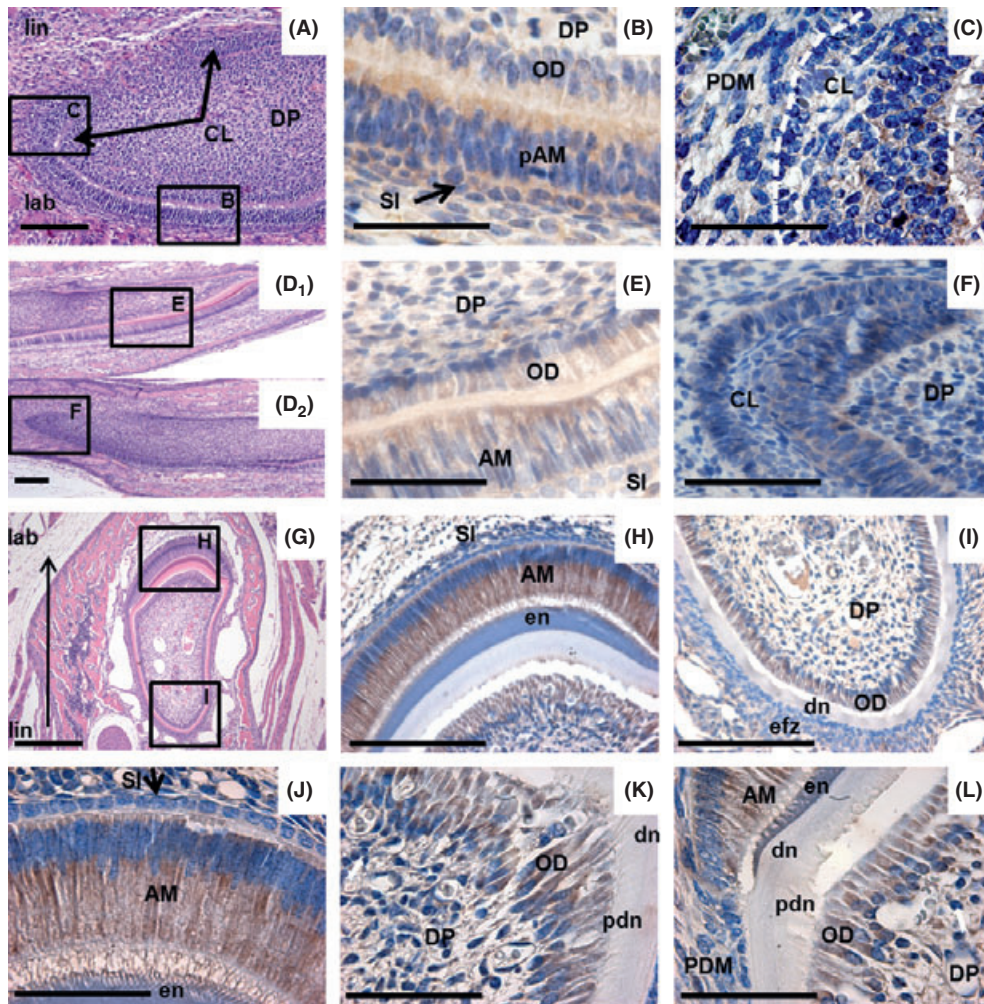 lin (A)
C
CL DP
lab B
(B)
DP
OD
pAM
SI
(C)
PDM CL
(D1)
E
(D2)
F
(E)
DP
OD
AM
SI
(F)
CL DP
lab (G)
H
I
lin
SI (H)
AM
en
(I)
DP
dn OD
efz
SI (J)
AM
en
(K)
dn
OD
pdn
DP
(L)
AM en
dn
pdn
OD
PDM DP